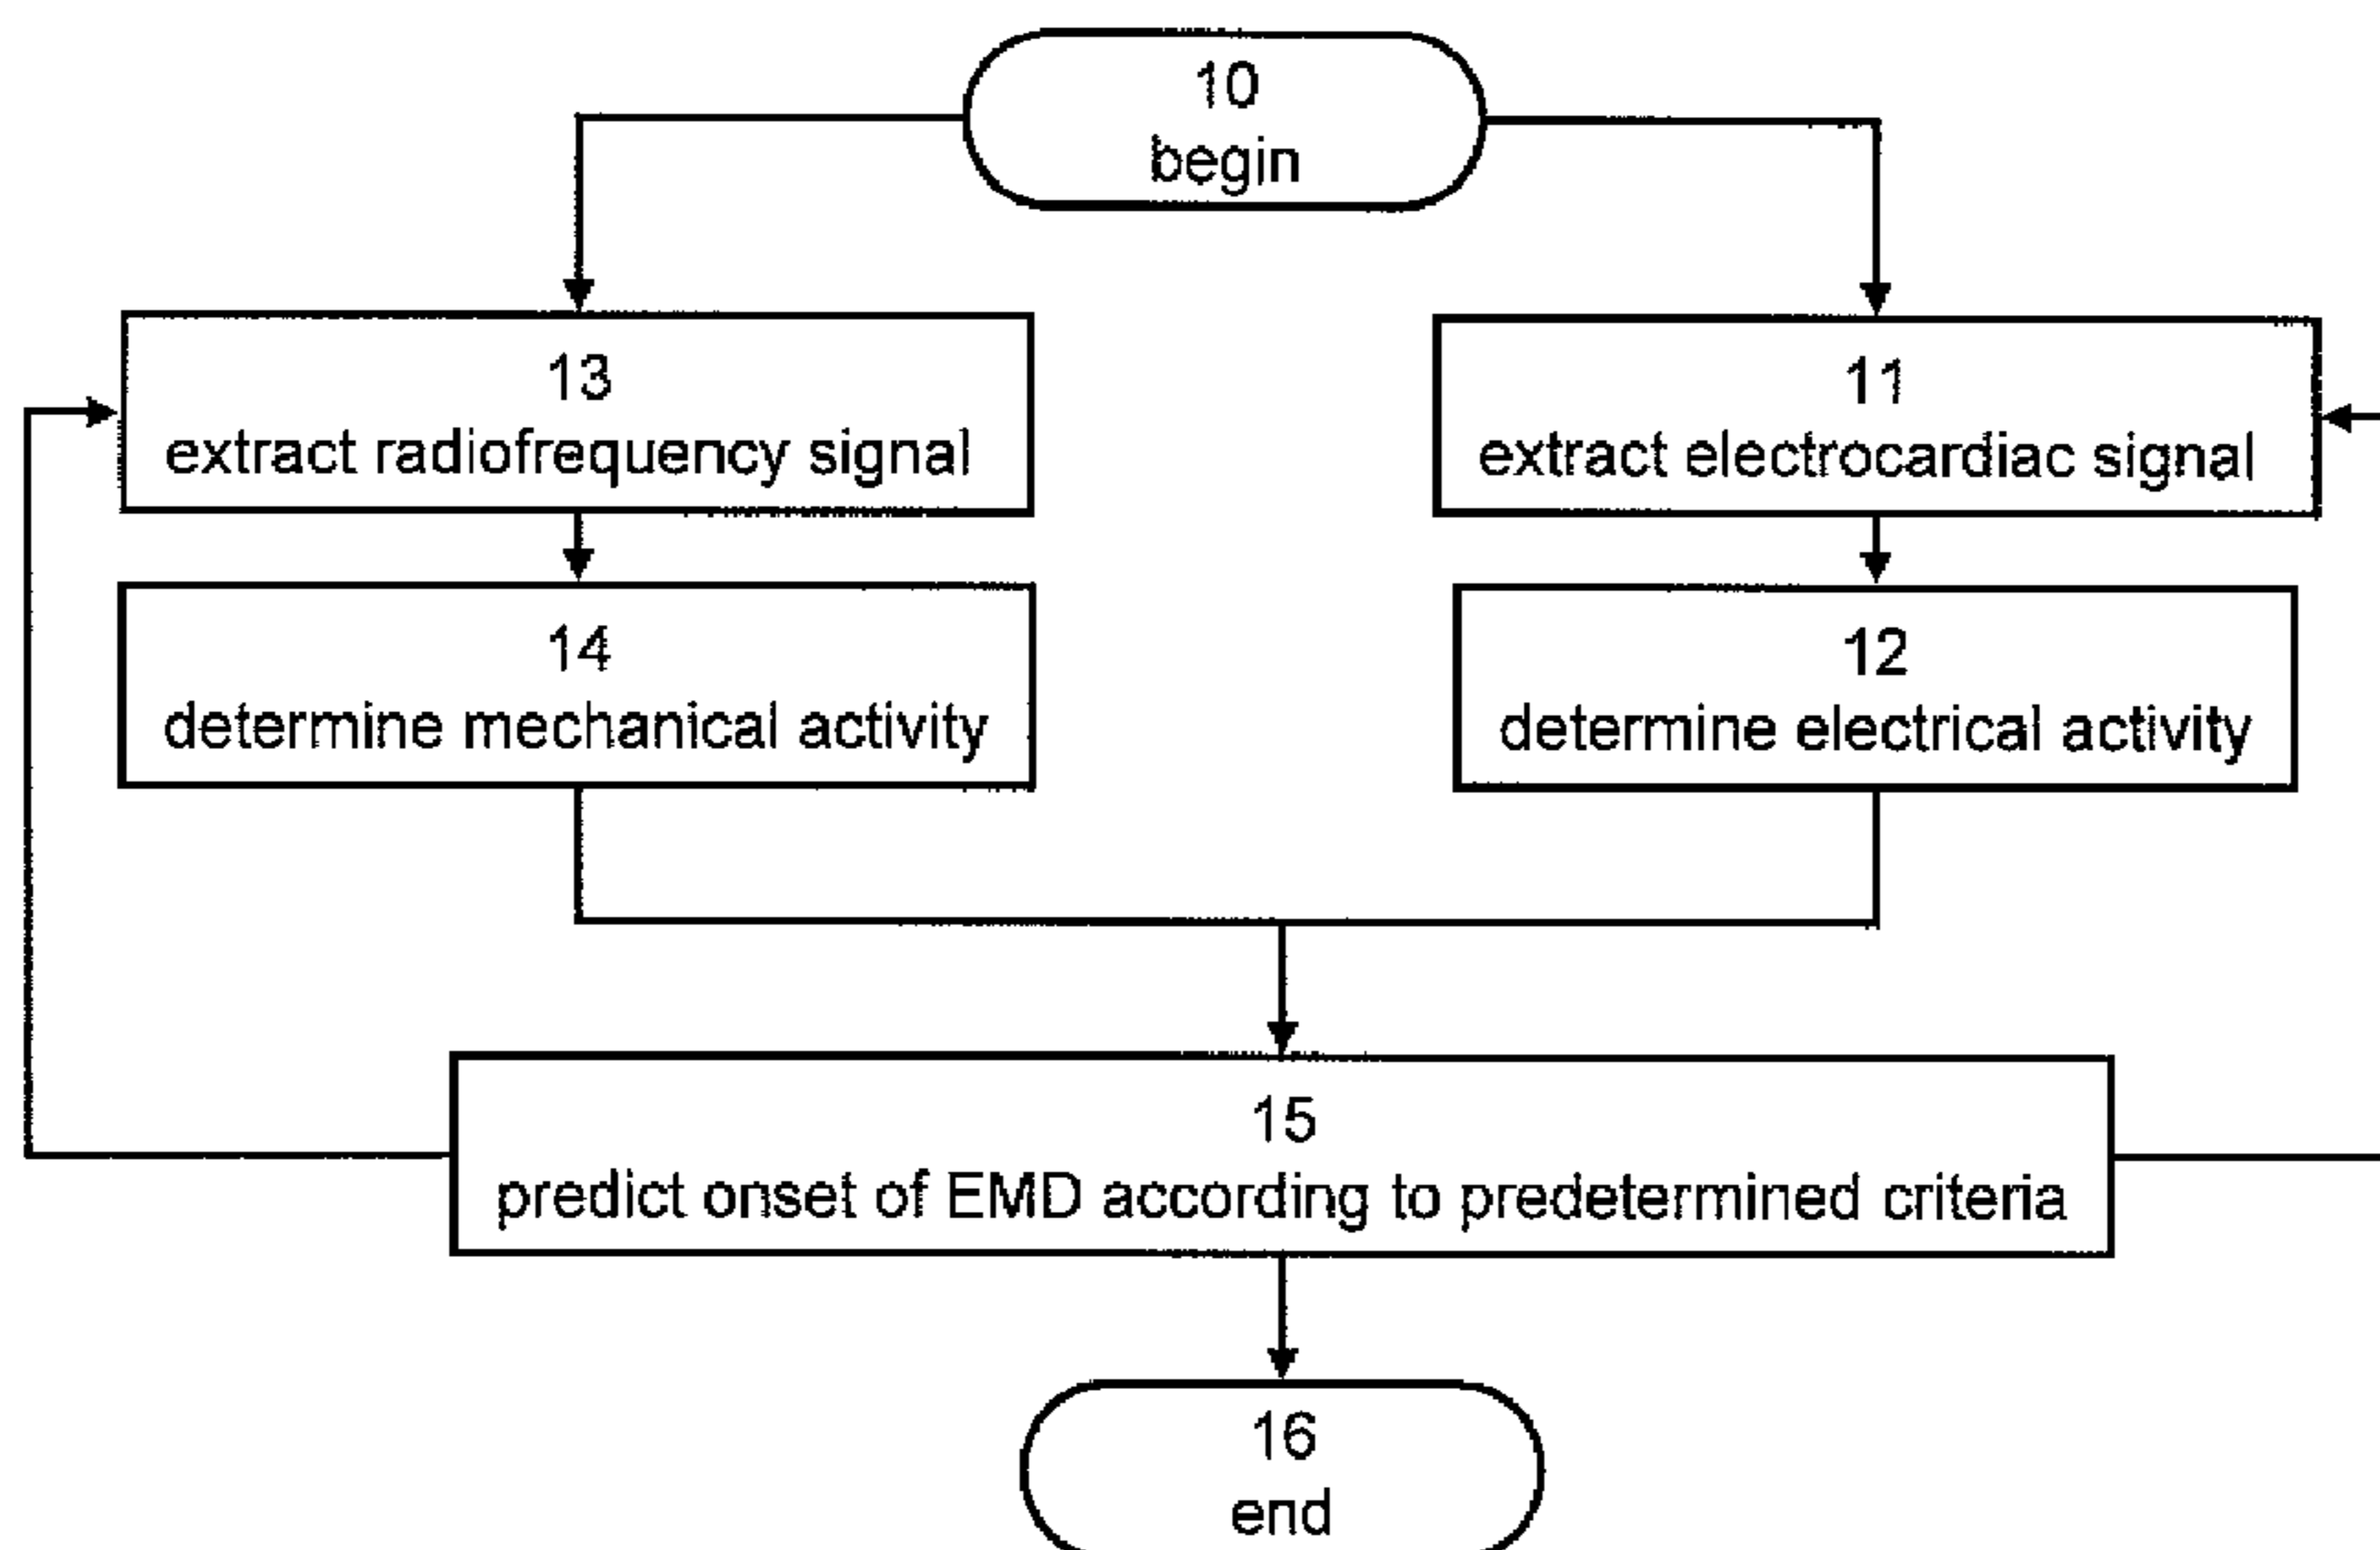 10
begin
13
extract radiofrequency signal
11
extract electrocardiac signal
14
determine mechanical activity
12
determine electrical activity
15
predict onset of EMD according to predetermined criteria
16
end